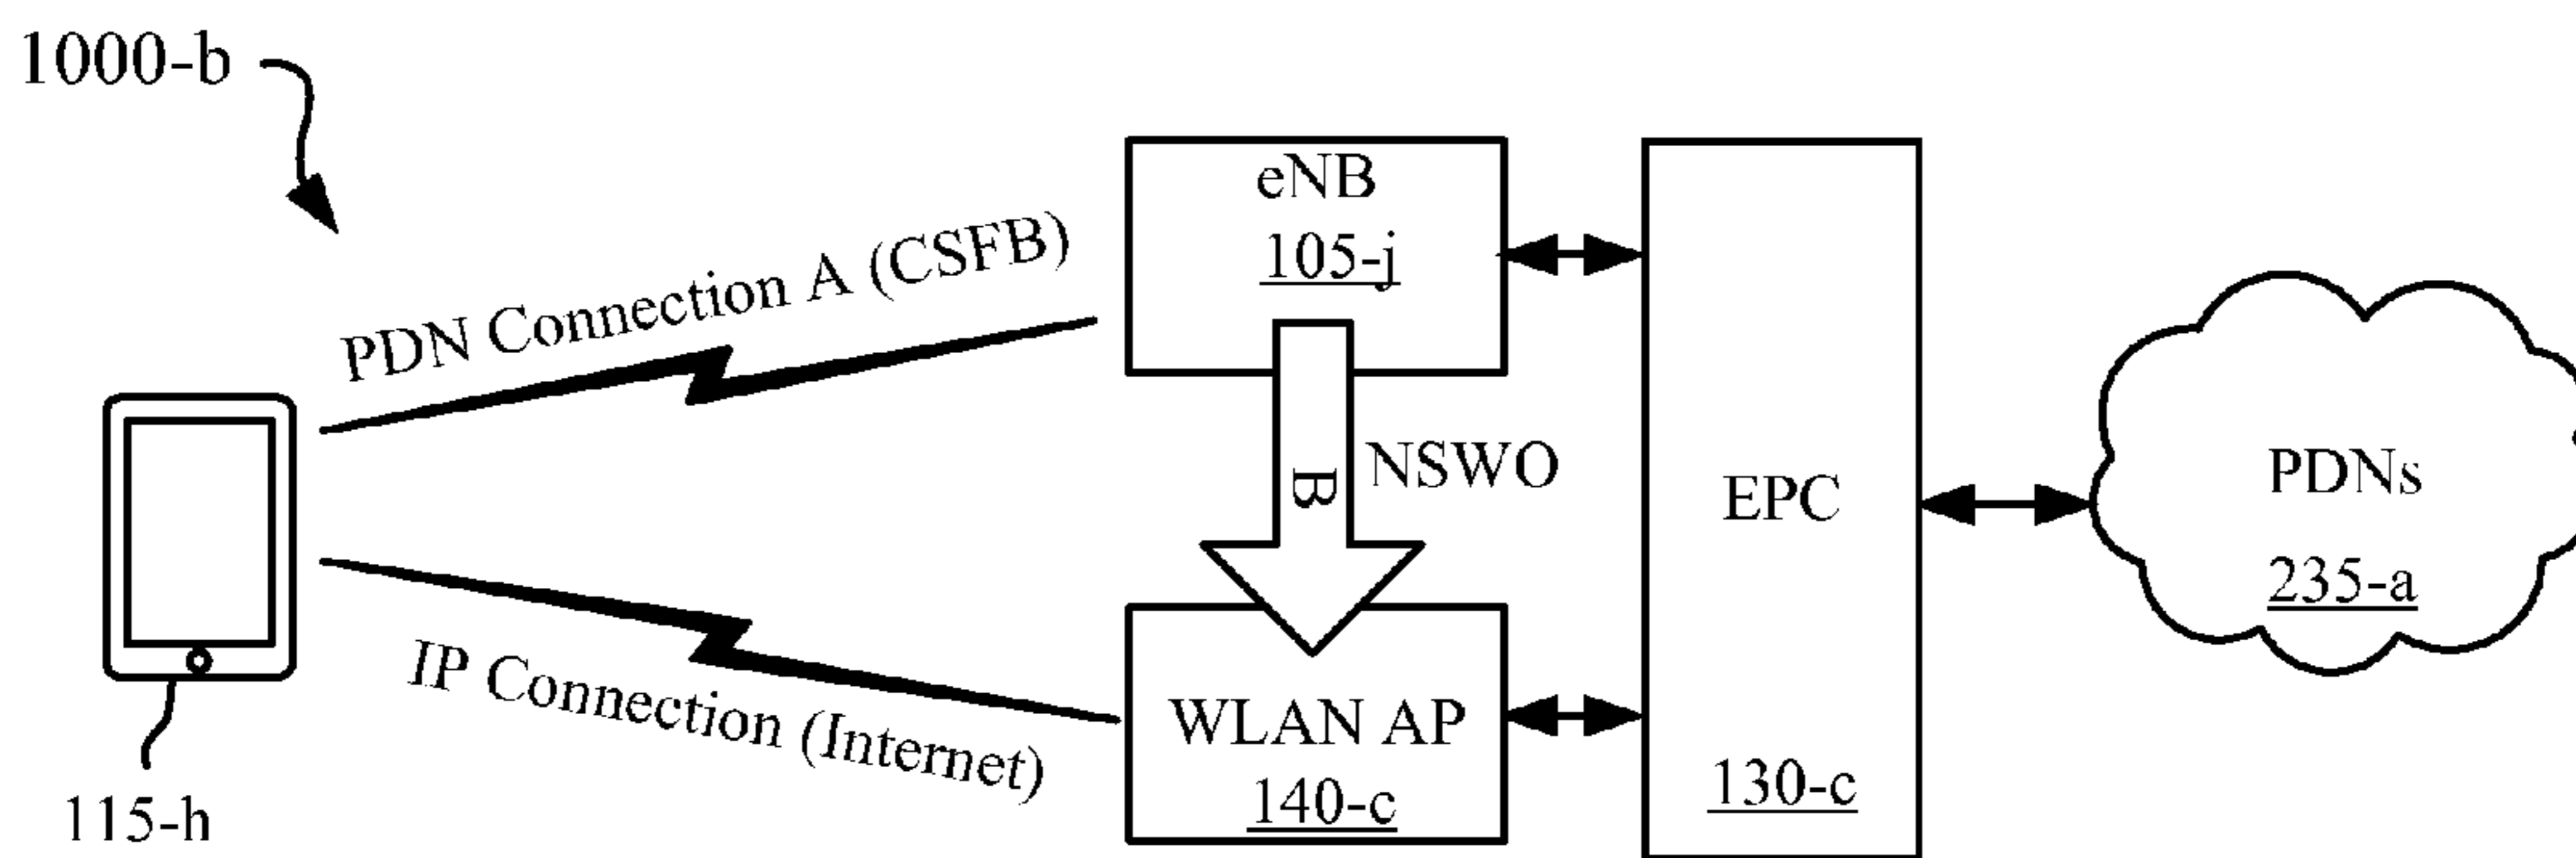 1000-b
PDN Connection A (CSFB)
eNB
105-j
B
NSWO
EPC
130-c
PDNs
235-a
IP Connection (Internet)
WLAN AP
140-c
115-h